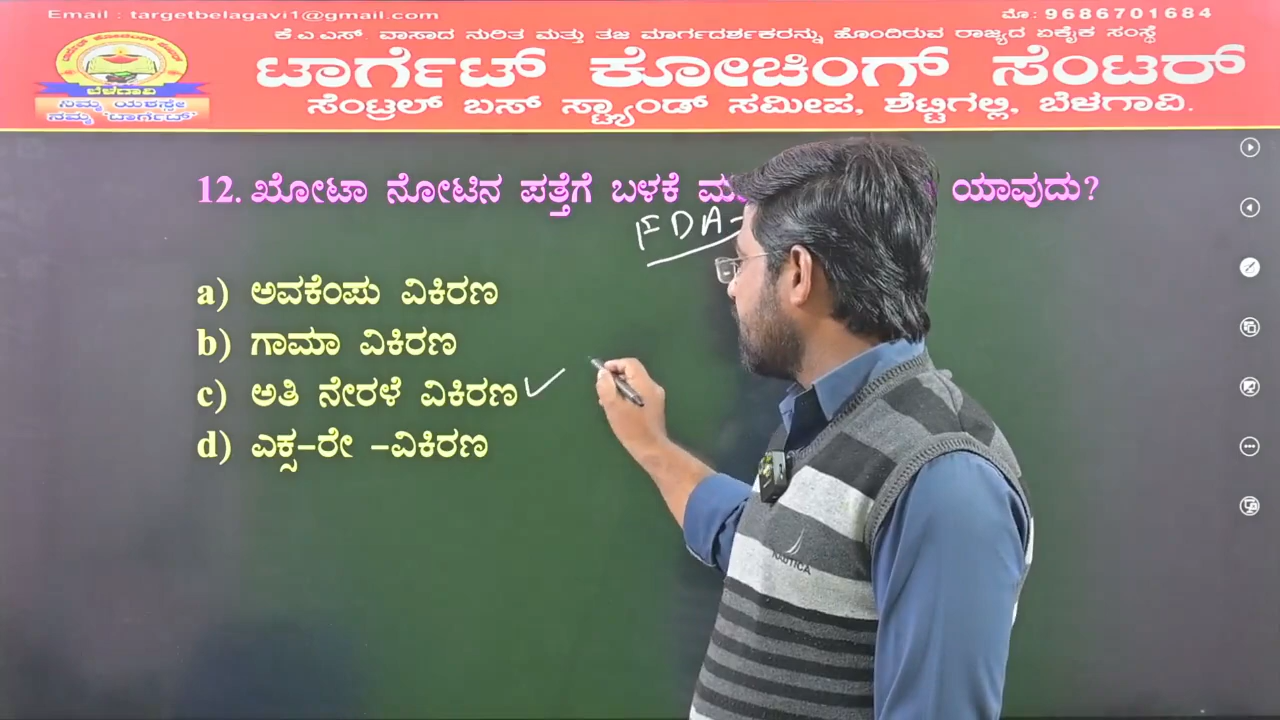 Email : targetbelagavi1@gmail.com
ಮೊ: 9686701684
ಕೆ ಎ ಎಸ್ ಪಾಸಾದ ನುರಿತ ಮತ್ತು ತಜ್ಞ ಮಾರ್ಗದರ್ಶಕರನ್ನು ಹೊಂದಿರುವ ರಾಜ್ಯದ ಏಕೈಕ ಸಂಸ್ಥೆ
ಟಾರ್ಗೆಟ್ ಕೋಚಿಂಗ್ ಸೆಂಟರ್
ಸೆಂಟ್ರಲ್ ಬಸ್ ಸ್ಟ್ಯಾಂಡ್ ಸಮೀಪ, ಶೆಟ್ಟಿಗಲ್ಲಿ, ಬೆಳಗಾವಿ.
ಬೆಳಗಾವಿ
ನಿಮ್ಮ ಯಶಸ್ಸೇ
ನಮ್ಮ 'ಟಾರ್ಗೆಟ್'
12. ಖೋಟಾ ನೋಟಿನ ಪತ್ತೆಗೆ ಬಳಕೆ ಯಾವುದು?
FDA-
a) ಅವಕೆಂಪು ವಿಕಿರಣ
b) ಗಾಮಾ ವಿಕಿರಣ
c) ಅತಿ ನೇರಳೆ ವಿಕಿರಣ
d) ಎಕ್ಸ-ರೇ -ವಿಕಿರಣ
NAUTICA